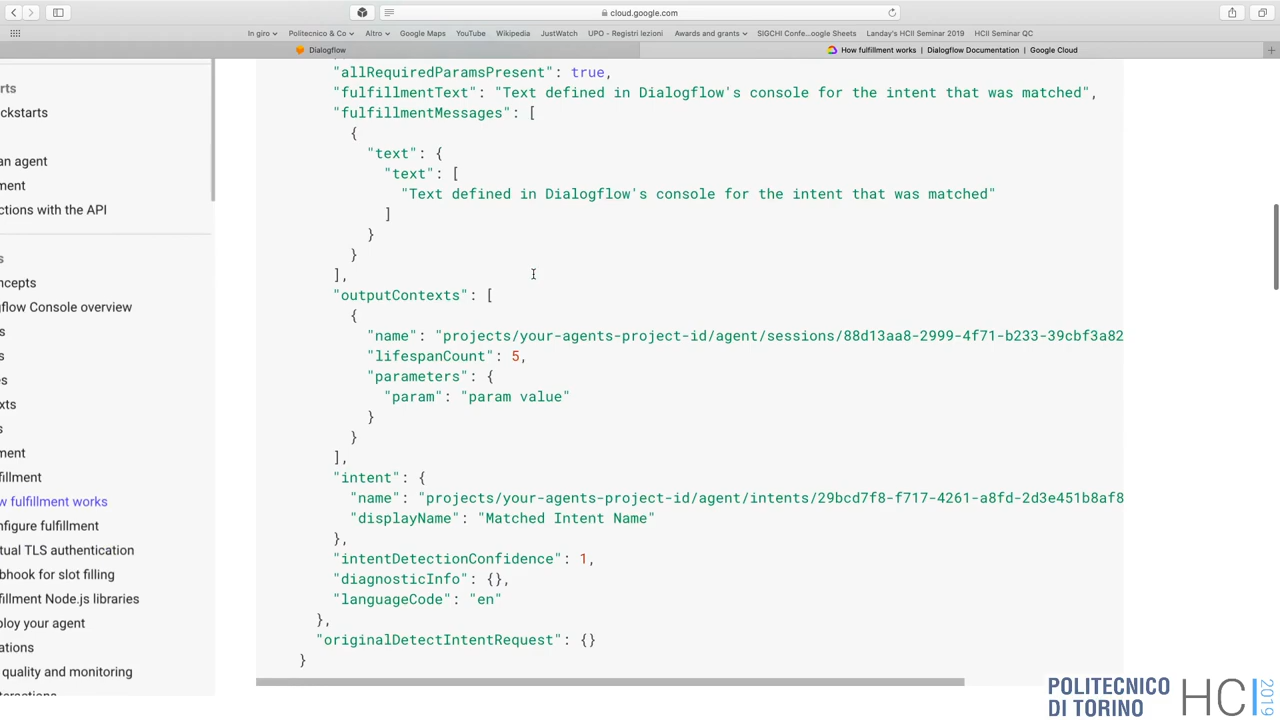 cloud.google.com
In giro
Politecnico & Co
Altro
Google Maps
YouTube
Wikipedia
JustWatch
UPO - Registri lezioni
Awards and grants
SIGCHI Confe...oogle Sheets
Landay's HCII Seminar 2019
HCII Seminar QC
Dialogflow
How fulfillment works | Dialogflow Documentation | Google Cloud
rts
ckstarts
an agent
ment
ctions with the API
s
ncepts
gflow Console overview
s
s
es
xts
s
ment
fillment
w fulfillment works
nfigure fulfillment
tual TLS authentication
bhook for slot filling
fillment Node.js libraries
ploy your agent
ations
quality and monitoring
"allRequiredParamsPresent": true,
"fulfillmentText": "Text defined in Dialogflow's console for the intent that was matched",
"fulfillmentMessages": [
{
"text": {
"text": [
"Text defined in Dialogflow's console for the intent that was matched"
]
}
}
],
"outputContexts": [
{
"name": "projects/your-agents-project-id/agent/sessions/88d13aa8-2999-4f71-b233-39cbf3a82
"lifespanCount": 5,
"parameters": {
"param": "param value"
}
}
],
"intent": {
"name": "projects/your-agents-project-id/agent/intents/29bcd7f8-f717-4261-a8fd-2d3e451b8af8
"displayName": "Matched Intent Name"
},
"intentDetectionConfidence": 1,
"diagnosticInfo": {},
"languageCode": "en"
},
"originalDetectIntentRequest": {}
}
POLITECNICO
DI TORINO
HCI
2019